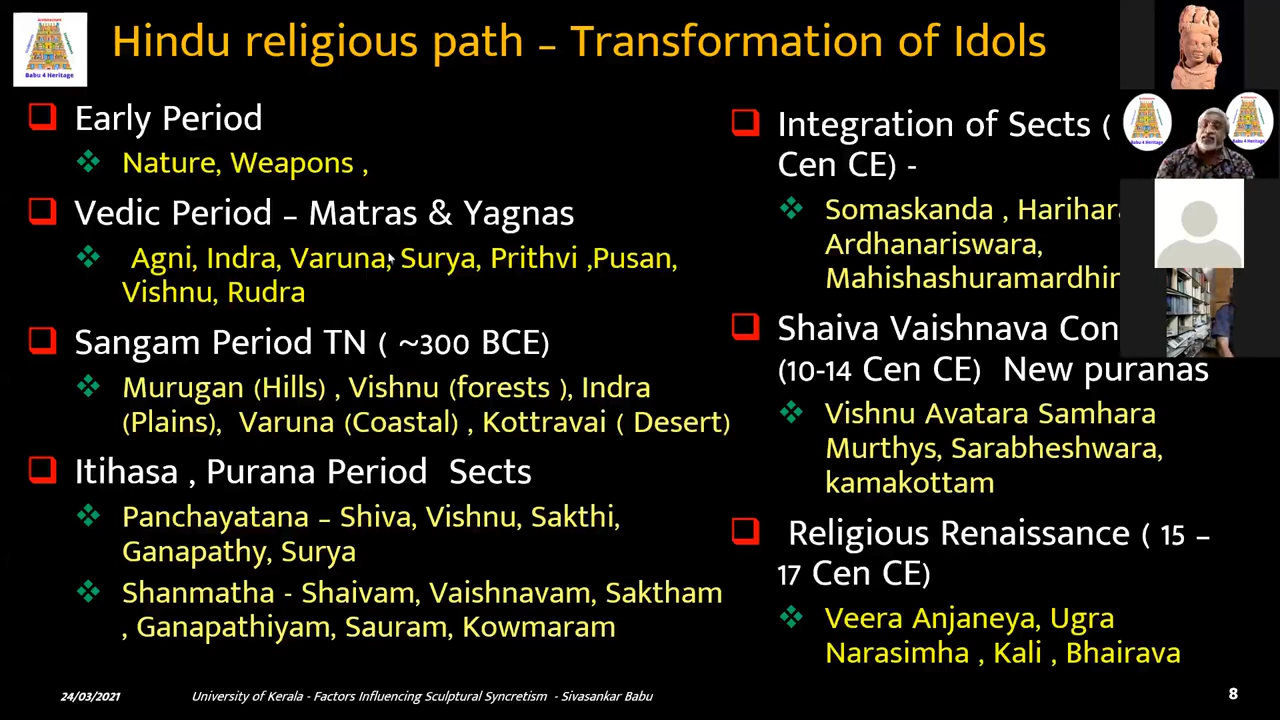 Hindu religious path – Transformation of Idols
Babu 4 Heritage
Early Period
Nature, Weapons ,
Vedic Period – Matras & Yagnas
Agni, Indra, Varuna, Surya, Prithvi ,Pusan,
Vishnu, Rudra
Sangam Period TN ( ~300 BCE)
Murugan (Hills) , Vishnu (forests ), Indra
(Plains), Varuna (Coastal) , Kottravai ( Desert)
Itihasa , Purana Period Sects
Panchayatana – Shiva, Vishnu, Sakthi,
Ganapathy, Surya
Shanmatha - Shaivam, Vaishnavam, Saktham
, Ganapathiyam, Sauram, Kowmaram
Integration of Sects (
Cen CE) -
Somaskanda , Harihara
Ardhanariswara,
Mahishashuramardhin
Shaiva Vaishnava Con
(10-14 Cen CE) New puranas
Vishnu Avatara Samhara
Murthys, Sarabheshwara,
kamakottam
Religious Renaissance ( 15 –
17 Cen CE)
Veera Anjaneya, Ugra
Narasimha , Kali , Bhairava
24/03/2021
University of Kerala - Factors Influencing Sculptural Syncretism - Sivasankar Babu
8